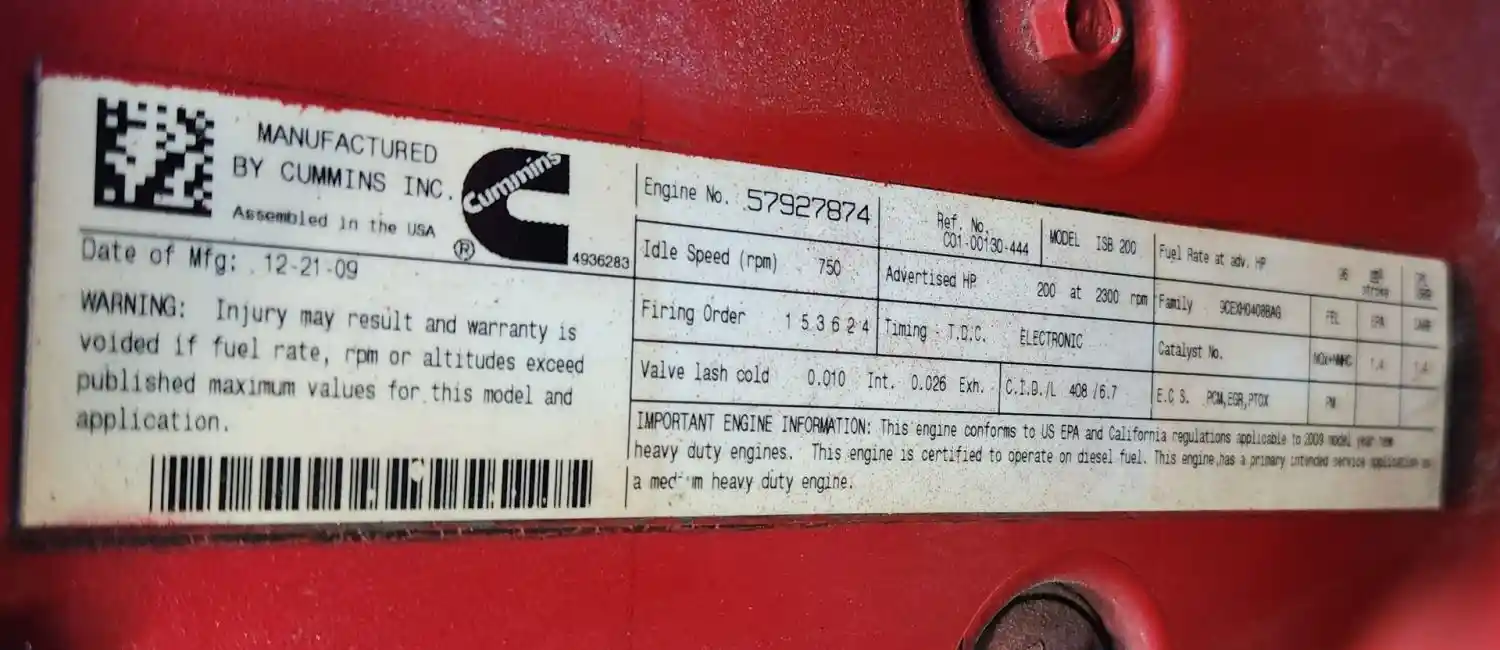 MANUFACTURED
BY CUMMINS INC.
Assembled in the USA
Cummins
®
4936283
Date of Mfg: 12-21-09
WARNING: Injury may result and warranty is
voided if fuel rate, rpm or altitudes exceed
published maximum values for this model and
application.
Engine No. 57927874
Ref. No.
C01-00130-444
MODEL ISB 200
Fuel Rate at adv. HP
Idle Speed (rpm) 750
Advertised HP 200 at 2300 rpm
Family
Firing Order 1 5 3 6 2 4
Timing - T.D.C. ELECTRONIC
Catalyst No.
FEL EPA
NOx+NMHC 1.4 1.4
Valve lash cold 0.010 Int. 0.026 Exh.
C.I.D./L 408 /6.7
E.C S. PCM,EGR,PTOX
PM
IMPORTANT ENGINE INFORMATION: This engine conforms to US EPA and California regulations applicable to 2009 model year new
heavy duty engines. This engine is certified to operate on diesel fuel. This engine has a primary intended service application as
a heavy duty engine.